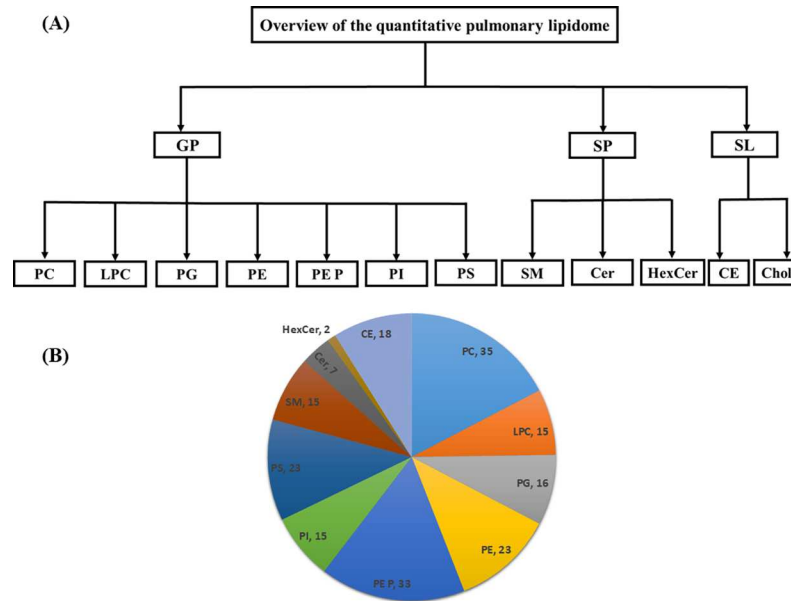 (A)
Overview of the quantitative pulmonary lipidome
GP
SP
SL
PC
LPC
PG
PE
PE P
PI
PS
SM
Cer
HexCer
CE
Chol
(B)
HexCer, 2
CE, 18
PC, 35
Cer, 7
SM, 15
LPC, 15
PS, 23
PG, 16
PI, 15
PE, 23
PE P, 33